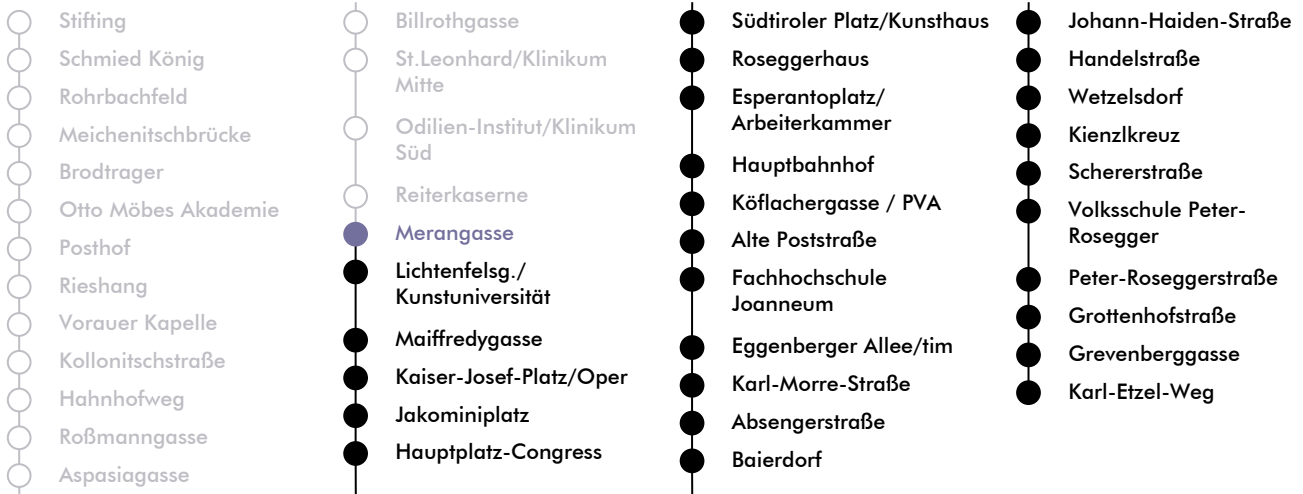 Stifting
Schmied König
Rohrbachfeld
Meichenitschbrücke
Brodtrager
Otto Möbes Akademie
Posthof
Rieshang
Vorauer Kapelle
Kollonitschstraße
Hahnhofweg
Roßmanngasse
Aspasiagasse
Billrothgasse
St.Leonhard/Klinikum
Mitte
Odilien-Institut/Klinikum
Süd
Reiterkaserne
Merangasse
Lichtenfelsg./
Kunstuniversität
Maiffredygasse
Kaiser-Josef-Platz/Oper
Jakominiplatz
Hauptplatz-Congress
Südtiroler Platz/Kunsthaus
Roseggerhaus
Esperantoplatz/
Arbeiterkammer
Hauptbahnhof
Köflachergasse / PVA
Alte Poststraße
Fachhochschule
Joanneum
Eggenberger Allee/tim
Karl-Morre-Straße
Absengerstraße
Baierdorf
Johann-Haiden-Straße
Handelstraße
Wetzelsdorf
Kienzlkreuz
Schererstraße
Volksschule Peter-
Rosegger
Peter-Roseggerstraße
Grottenhofstraße
Grevenberggasse
Karl-Etzel-Weg